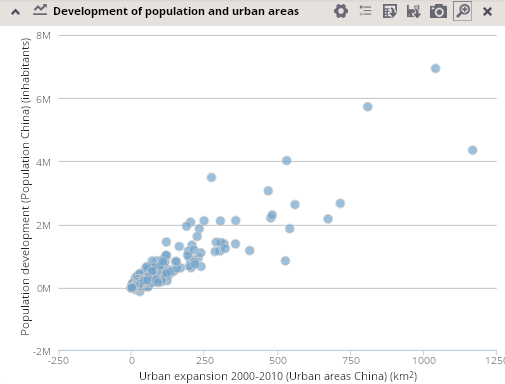 Development of population and urban areas
Population development (Population China) (inhabitants)
8M
6M
4M
2M
0M
-2M
-250
0
250
500
750
1000
1250
Urban expansion 2000-2010 (Urban areas China) (km2)